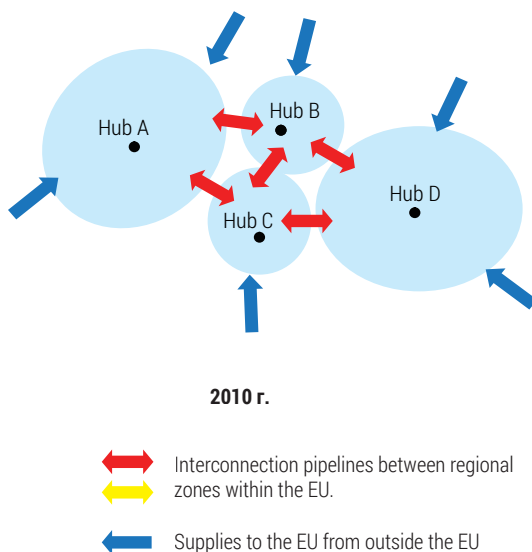 Hub A
Hub B
Hub C
Hub D
2010 г.
Interconnection pipelines between regional
zones within the EU.
Supplies to the EU from outside the EU